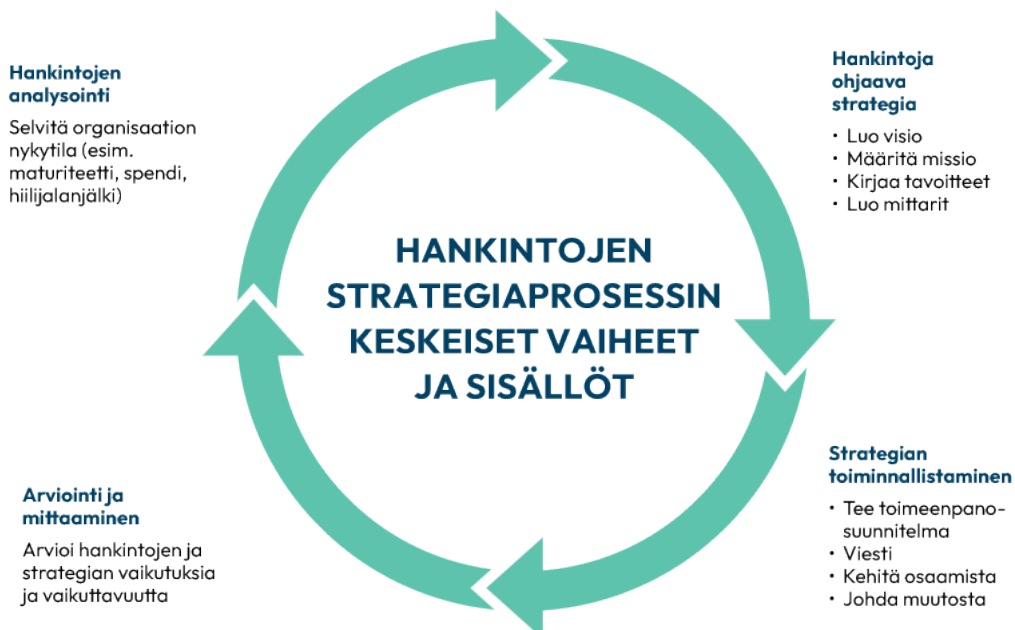 Hankintojen
analysointi
Selvitä organisaation
nykytila (esim.
maturiteetti, spendi,
hiilijalanjälki)
Hankintoja
ohjaava
strategia
• Luo visio
• Määritä missio
• Kirjaa tavoitteet
• Luo mittarit
HANKINTOJEN
STRATEGIAPROSESSIN
KESKEISET VAIHEET
JA SISÄLLÖT
Arviointi ja
mittaaminen
Arvioi hankintojen ja
strategian vaikutuksia
ja vaikuttavuutta
Strategian
toiminnallistaminen
• Tee toimeenpano-
suunnitelma
• Viesti
• Kehitä osaamista
• Johda muutosta